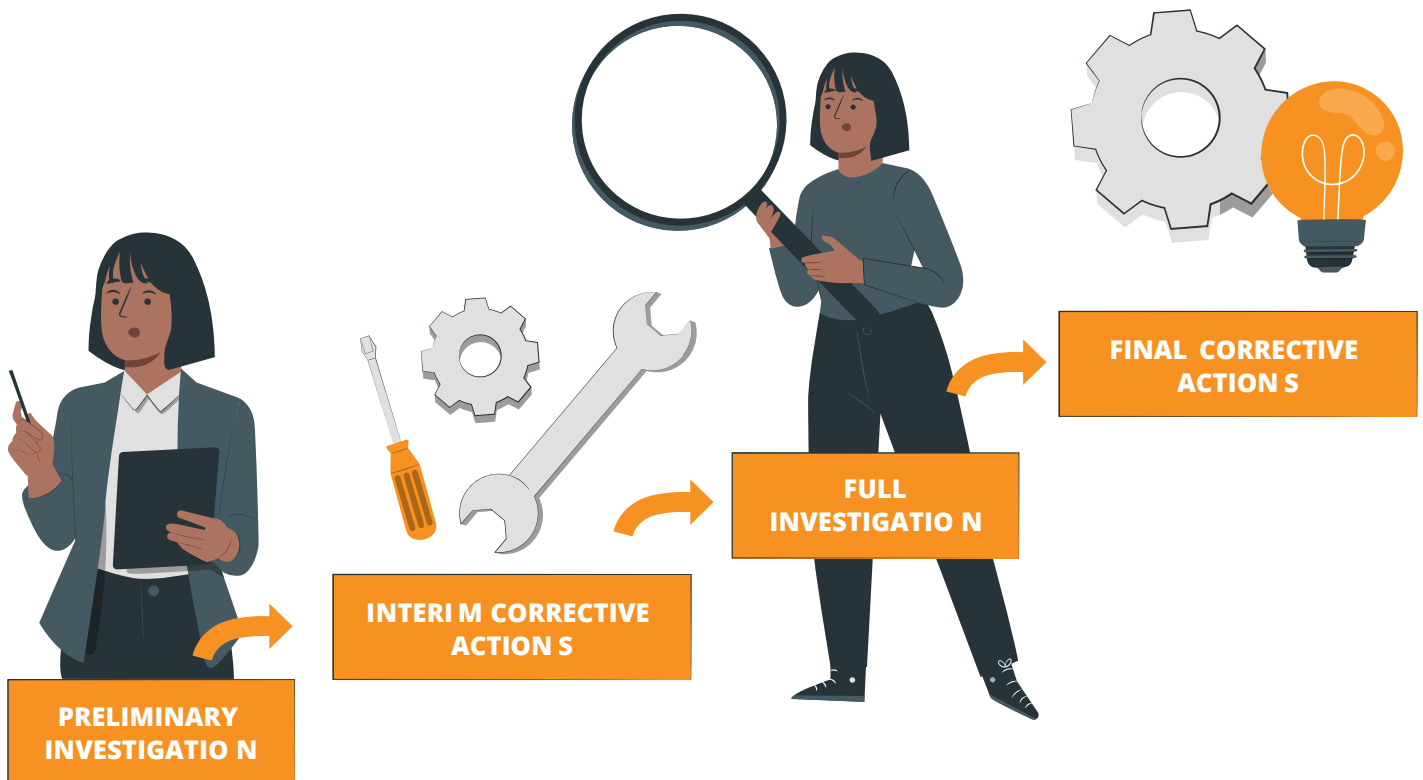 PRELIMINARY
INVESTIGATIO N
INTERI M CORRECTIVE
ACTION S
FULL
INVESTIGATIO N
FINAL CORRECTIVE
ACTION S